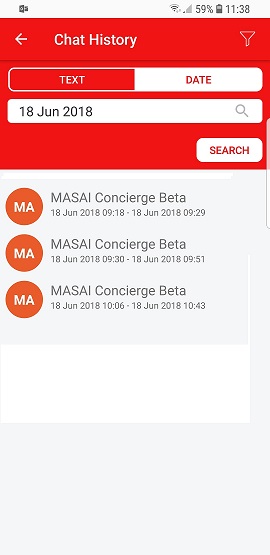 59% 11:38
Chat History
TEXT DATE
18 Jun 2018
SEARCH
MA
MASAI Concierge Beta
18 Jun 2018 09:18 - 18 Jun 2018 09:29
MA
MASAI Concierge Beta
18 Jun 2018 09:30 - 18 Jun 2018 09:51
MA
MASAI Concierge Beta
18 Jun 2018 10:06 - 18 Jun 2018 10:43